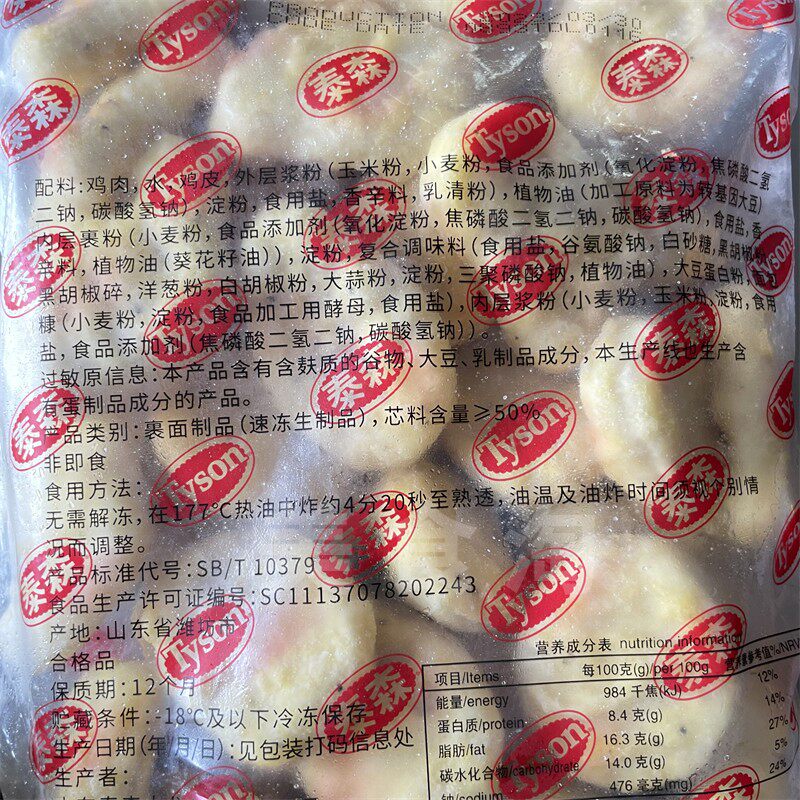 PRODUCTION
CODE DATE
Tyson
泰森
配料:鸡肉,水,鸡皮,外层浆粉(玉米粉,小麦粉,食品添加剂(氧化淀粉,焦磷酸二氢
二钠,碳酸氢钠),淀粉,食用盐,香辛料,乳清粉),植物油(加工原料为转基因大豆)
内层裹粉(小麦粉,食品添加剂(氧化淀粉,焦磷酸二氢二钠,碳酸氢钠),食用盐,香
辛料,植物油(葵花籽油)),淀粉,复合调味料(食用盐,谷氨酸钠,白砂糖,黑胡椒粉,
黑胡椒碎,洋葱粉,白胡椒粉,大蒜粉,淀粉,三聚磷酸钠,植物油),大豆蛋白粉,面包
糠(小麦粉,淀粉,食品加工用酵母,食用盐),内层浆粉(小麦粉,玉米粉,淀粉,食用
盐,食品添加剂(焦磷酸二氢二钠,碳酸氢钠))。
过敏原信息:本产品含有含麸质的谷物、大豆、乳制品成分,本生产线也生产含
有蛋制品成分的产品。
产品类别:裹面制品(速冻生制品),芯料含量≥50%
非即食
食用方法:
无需解冻,在177℃热油中炸约4分20秒至熟透,油温及油炸时间须视个别情
况而调整。
产品标准代号:SB/T 10379
食品生产许可证编号:SC11137078202243
产地:山东省潍坊市
合格品
保质期:12个月
贮藏条件:-18℃及以下冷冻保存
生产日期(年/月/日):见包装打码信息处
生产者:
营养成分表 nutrition information
项目/Items 每100克(g)/per 100g 营养素参考值%/NRV
能量/energy 984 千焦(kJ) 12%
蛋白质/protein 8.4 克(g) 14%
脂肪/fat 16.3 克(g) 27%
碳水化合物/carbohydrate 14.0 克(g) 5%
钠/sodium 476 毫克(mg) 24%